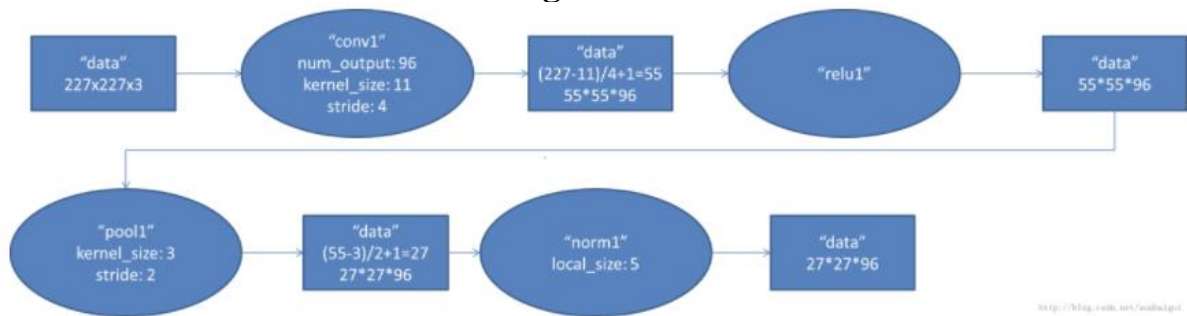 “data”
227x227x3
“conv1”
num_output: 96
kernel_size: 11
stride: 4
“data”
(227-11)/4+1=55
55*55*96
“relu1”
“data”
55*55*96
“pool1”
kernel_size: 3
stride: 2
“data”
(55-3)/2+1=27
27*27*96
“norm1”
local_size: 5
“data”
27*27*96